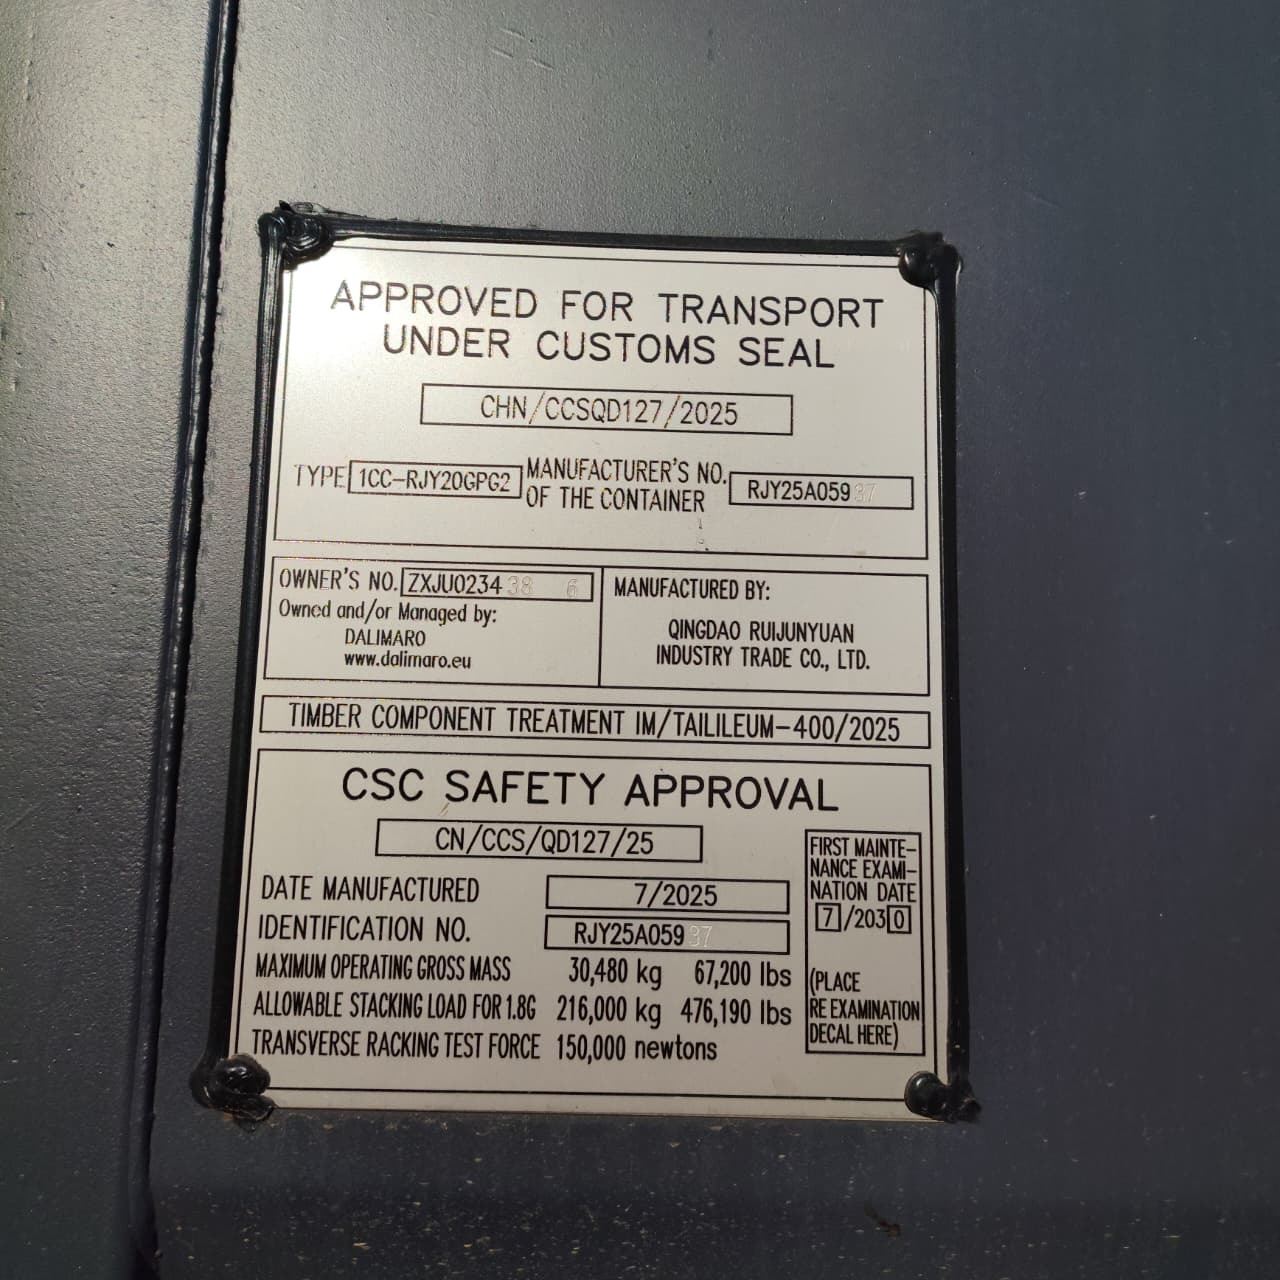 APPROVED FOR TRANSPORT
UNDER CUSTOMS SEAL
CHN/CCSQD127/2025
TYPE 1CC-RJY20GPG2 MANUFACTURER'S NO. OF THE CONTAINER RJY25A05937
OWNER'S NO. ZXJU023438 6
Owned and/or Managed by:
DALIMARO
www.dalimaro.eu
MANUFACTURED BY:
QINGDAO RUIJUNYUAN
INDUSTRY TRADE CO., LTD.
TIMBER COMPONENT TREATMENT IM/TAILILEUM-400/2025
CSC SAFETY APPROVAL
CN/CCS/QD127/25
DATE MANUFACTURED 7/2025
IDENTIFICATION NO. RJY25A05937
MAXIMUM OPERATING GROSS MASS 30,480 kg 67,200 lbs
ALLOWABLE STACKING LOAD FOR 1.8G 216,000 kg 476,190 lbs
TRANSVERSE RACKING TEST FORCE 150,000 newtons
FIRST MAINTE-
NANCE EXAMI-
NATION DATE
7/2030
(PLACE
RE EXAMINATION
DECAL HERE)